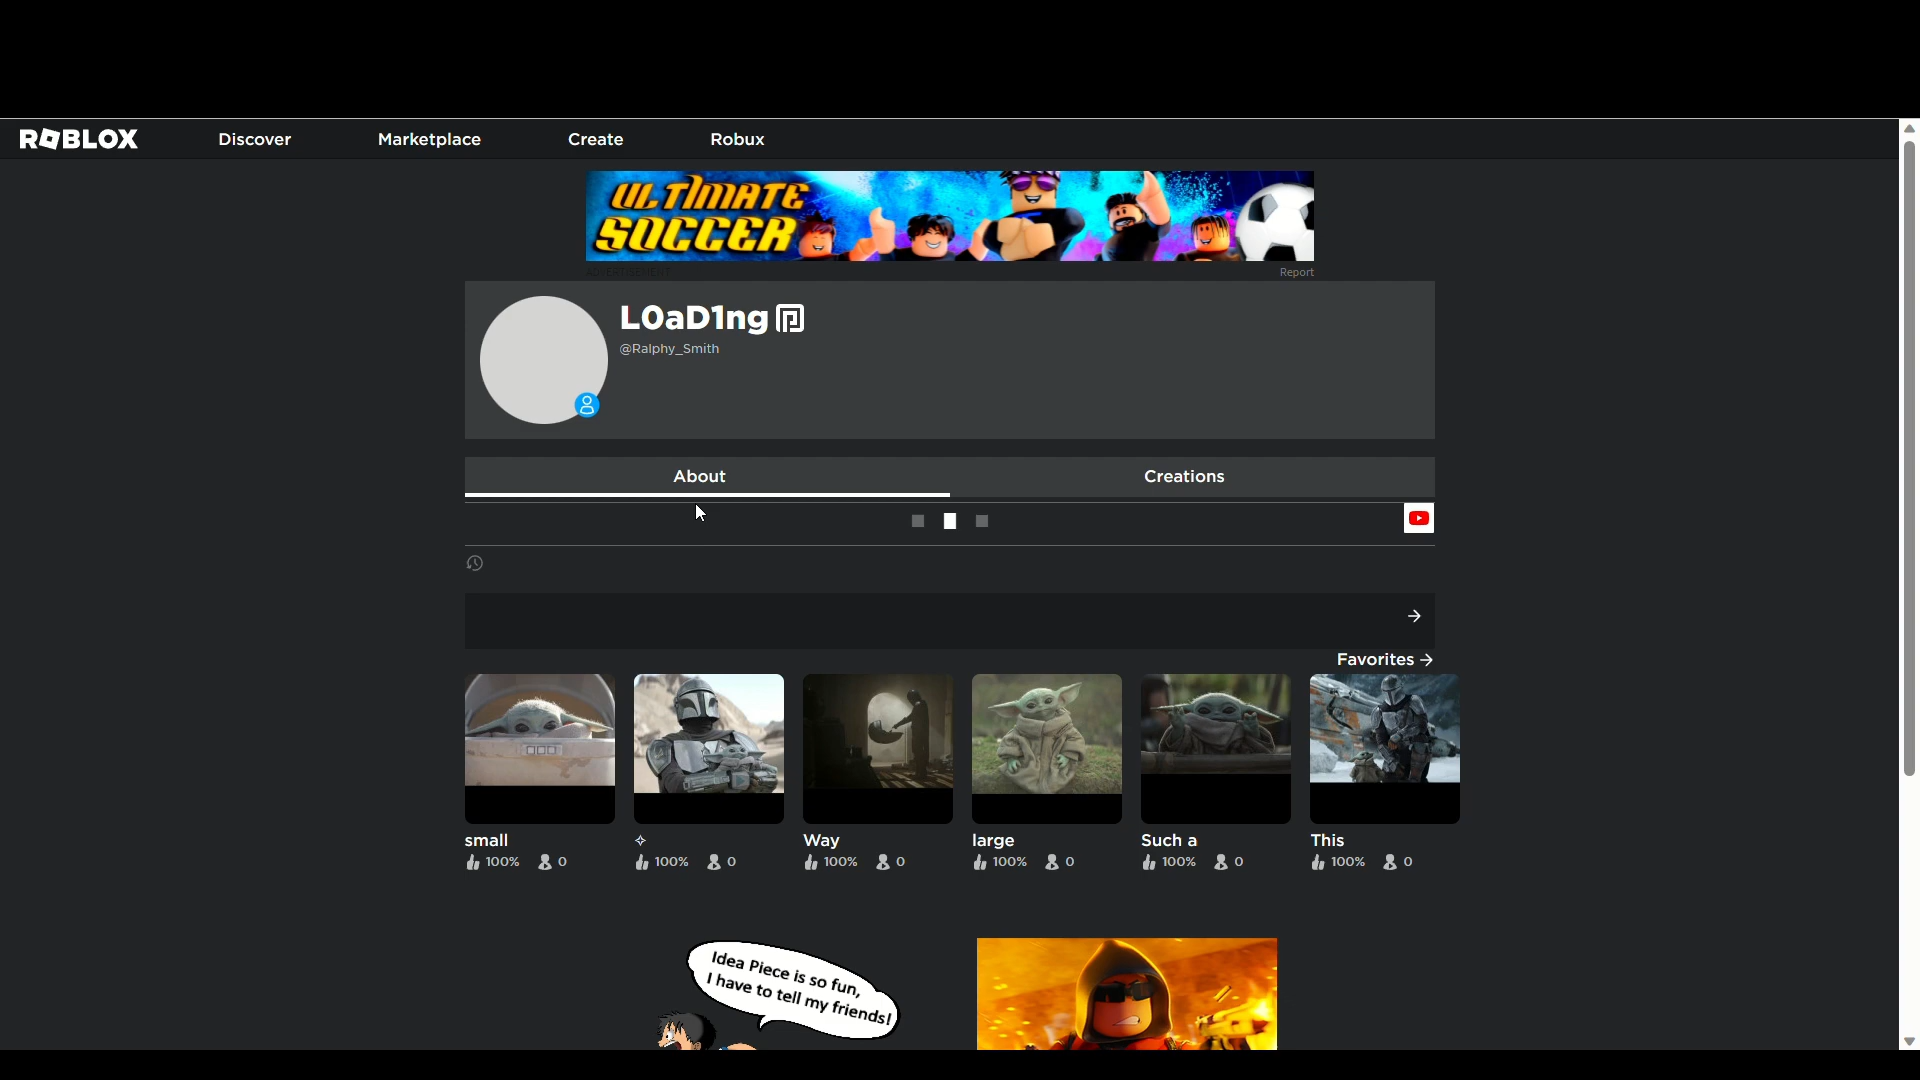 ROBLOX Discover Marketplace Create Robux
ULTIMATE
SOCCER
ADVERTISEMENT Report
L0aD1ng
@Ralphy_Smith
About Creations
Favorites →
small ✧ Way large Such a This
100% 0 100% 0 100% 0 100% 0 100% 0 100% 0
Idea Piece is so fun,
I have to tell my friends!